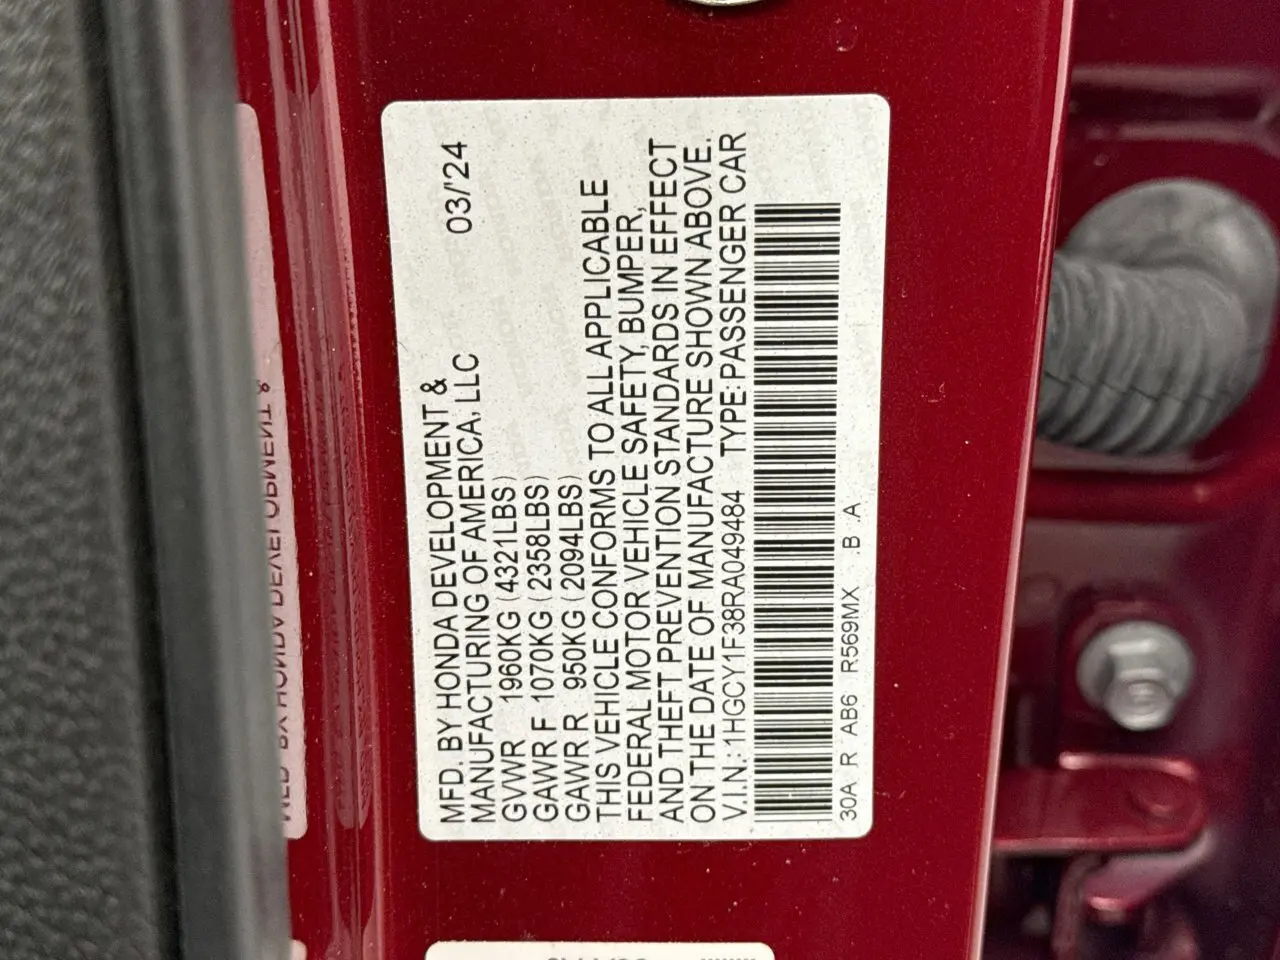 MFD. BY HONDA DEVELOPMENT &
MANUFACTURING OF AMERICA, LLC 03/'24
GVWR 1960KG (4321LBS)
GAWR F 1070KG (2358LBS)
GAWR R 950KG (2094LBS)
THIS VEHICLE CONFORMS TO ALL APPLICABLE
FEDERAL MOTOR VEHICLE SAFETY, BUMPER,
AND THEFT PREVENTION STANDARDS IN EFFECT
ON THE DATE OF MANUFACTURE SHOWN ABOVE.
V.I.N.: 1HGCY1F38RA049484 TYPE: PASSENGER CAR
30A R AB6 R569MX .B .A